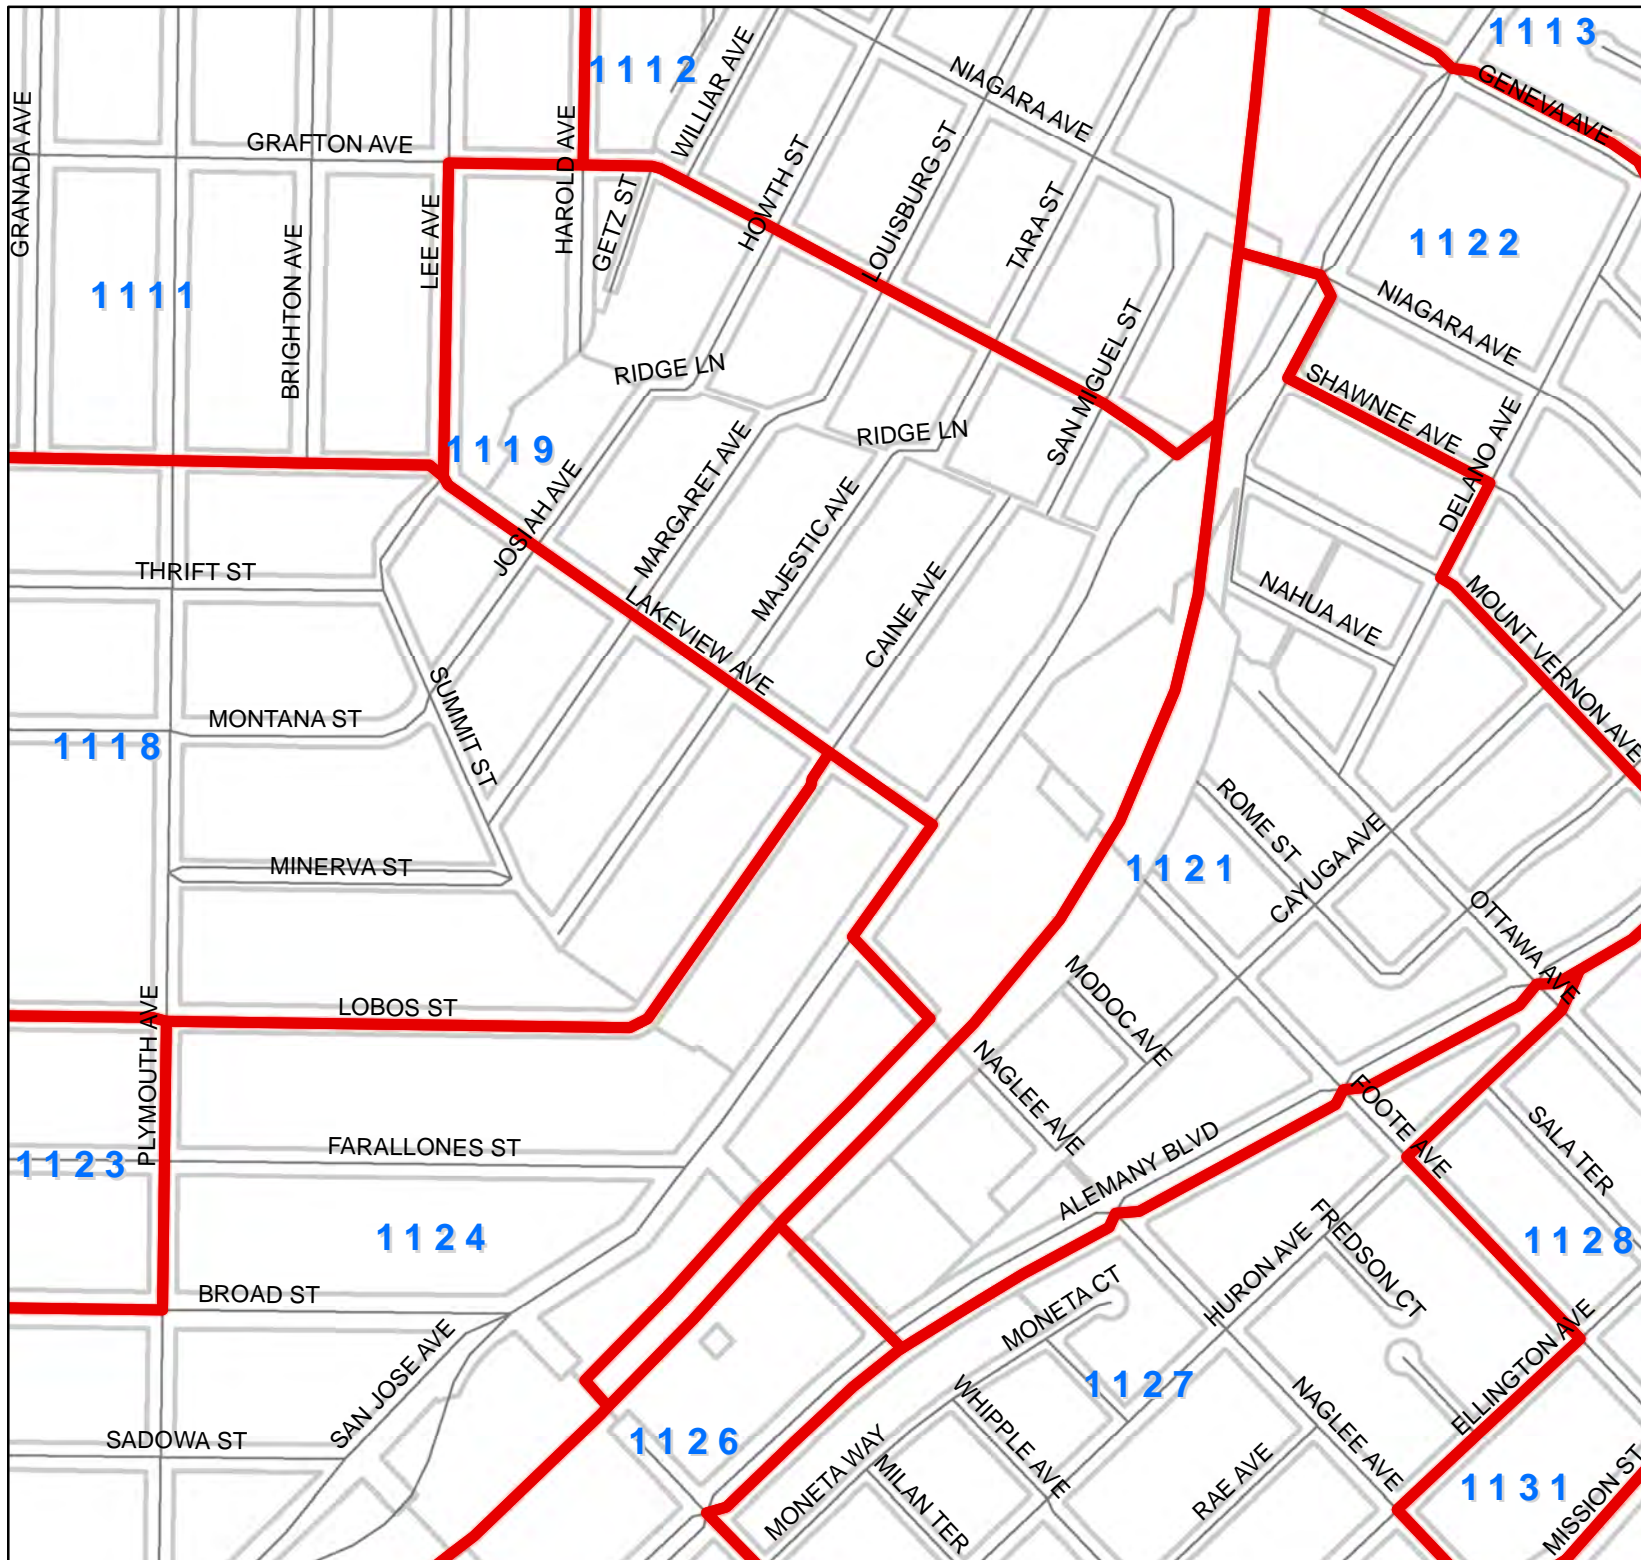 1113
1112
WILLIAR AVE
NIAGARA AVE
GENEVA AVE
GRANADA AVE
GRAFTON AVE
HAROLD AVE
GETZ ST
HOWTH ST
LOUISBURG ST
TARA ST
LEE AVE
BRIGHTON AVE
1122
1111
NIAGARA AVE
SAN MIGUEL ST
RIDGE LN
SHAWNEE AVE
RIDGE LN
1119
DELANO AVE
JOSIAH AVE
MARGARET AVE
MAJESTIC AVE
THRIFT ST
CAINE AVE
NAHUA AVE
LAKEVIEW AVE
MOUNT VERNON AVE
SUMMIT ST
MONTANA ST
1118
ROME ST
CAYUGA AVE
MINERVA ST
1121
OTTAWA AVE
LOBOS ST
PLYMOUTH AVE
MODOC AVE
NAGLEE AVE
FOOTE AVE
SALA TER
FARALLONES ST
1123
ALEMANY BLVD
1124
HURON AVE
FREDSON CT
1128
BROAD ST
MONETA CT
SAN JOSE AVE
1127
ELLINGTON AVE
WHIPPLE AVE
NAGLEE AVE
SADOWA ST
1126
MONETA WAY
MILAN TER
RAE AVE
1131
MISSION ST